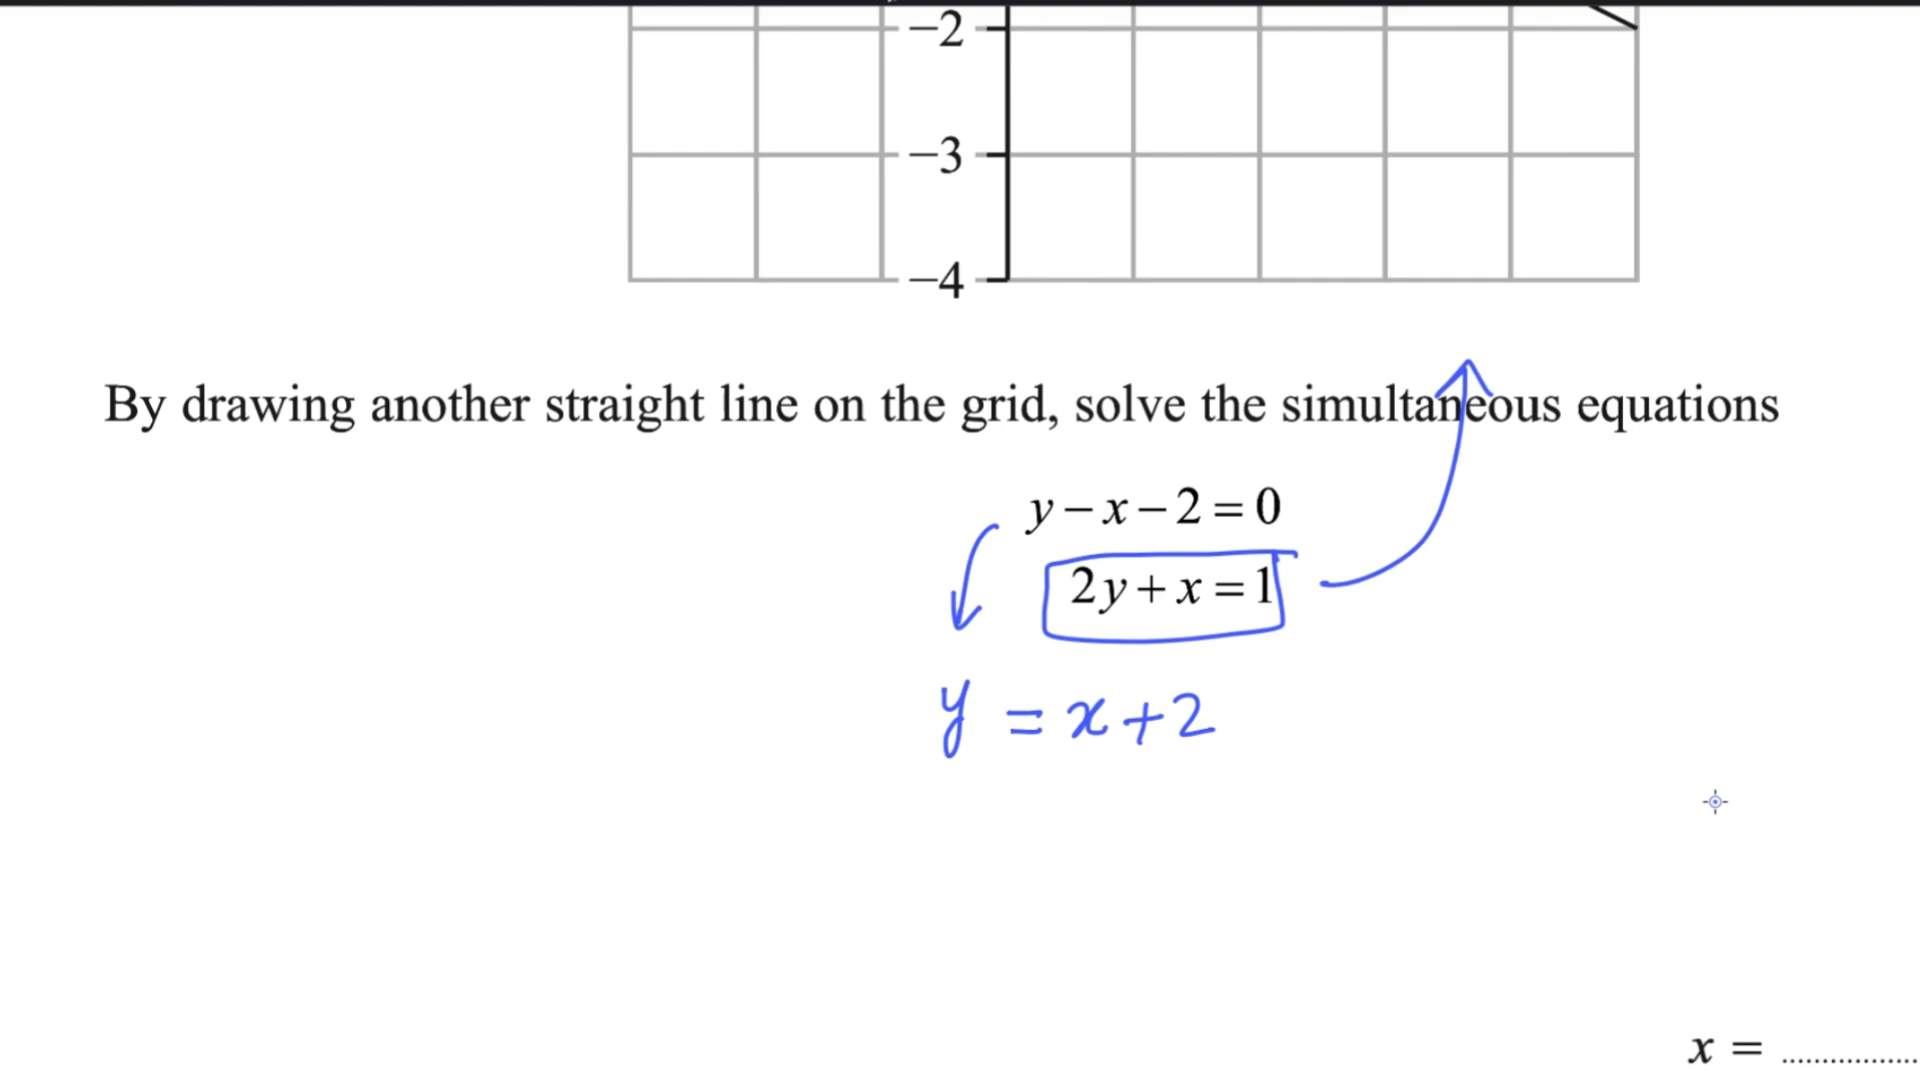 −2
−3
−4
By drawing another straight line on the grid, solve the simultaneous equations
y − x − 2 = 0
2y + x = 1
y = x + 2
x = ................